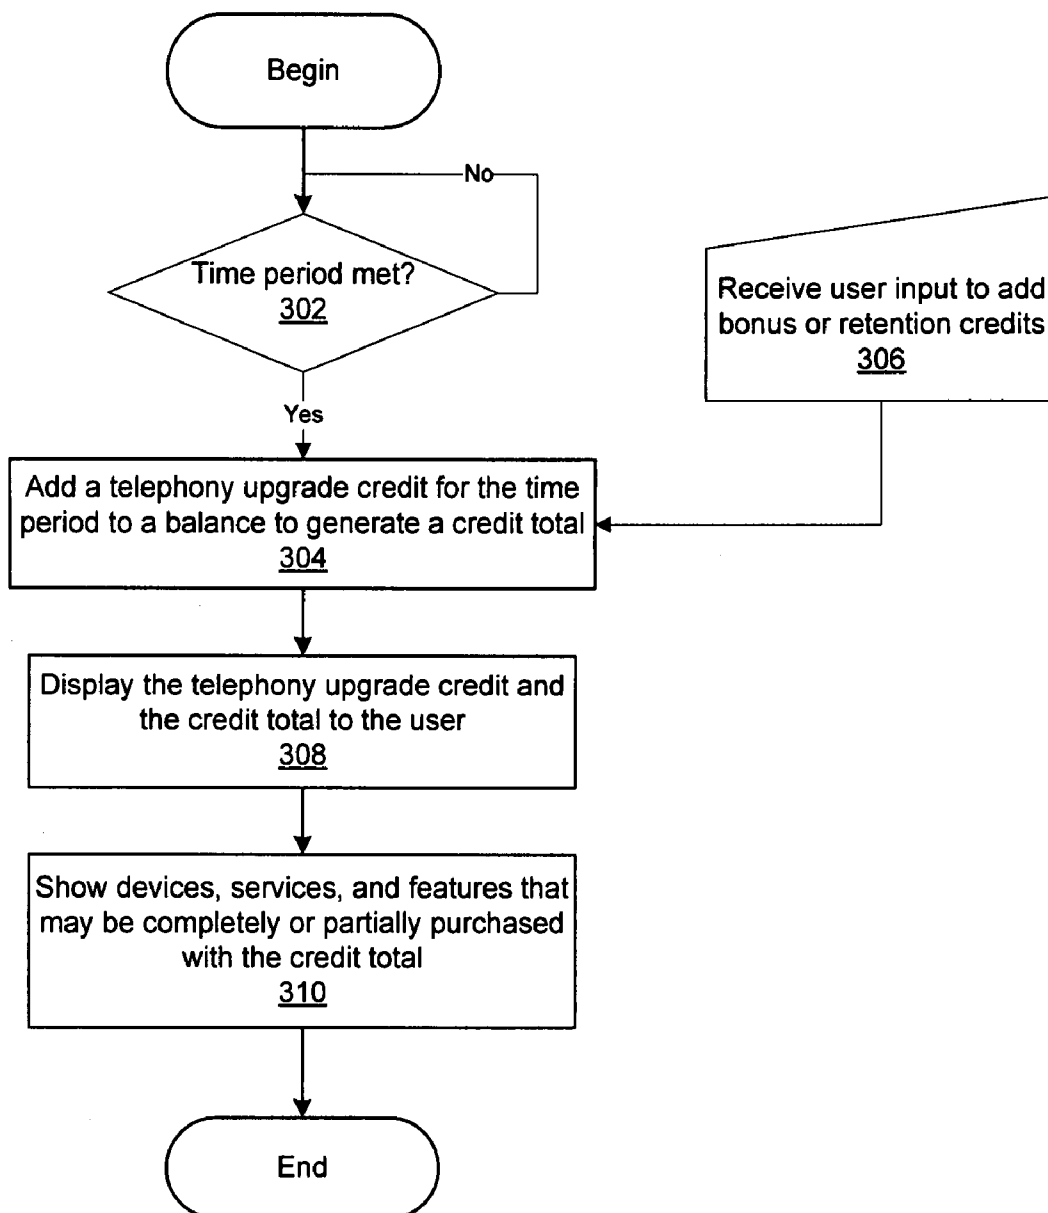 Begin
No
Time period met?
302
Yes
Receive user input to add
bonus or retention credits
306
Add a telephony upgrade credit for the time
period to a balance to generate a credit total
304
Display the telephony upgrade credit and
the credit total to the user
308
Show devices, services, and features that
may be completely or partially purchased
with the credit total
310
End